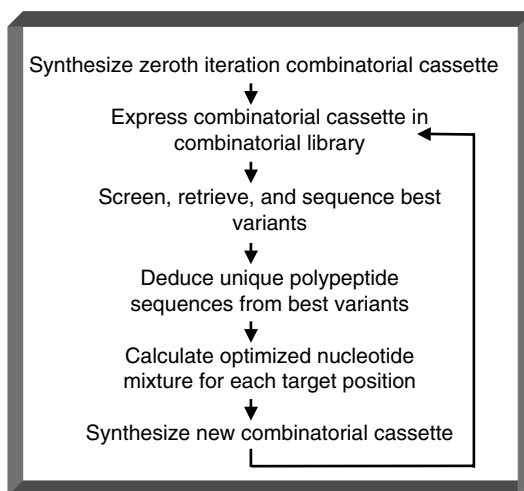 Synthesize zeroth iteration combinatorial cassette
Express combinatorial cassette in
combinatorial library
Screen, retrieve, and sequence best
variants
Deduce unique polypeptide
sequences from best variants
Calculate optimized nucleotide
mixture for each target position
Synthesize new combinatorial cassette